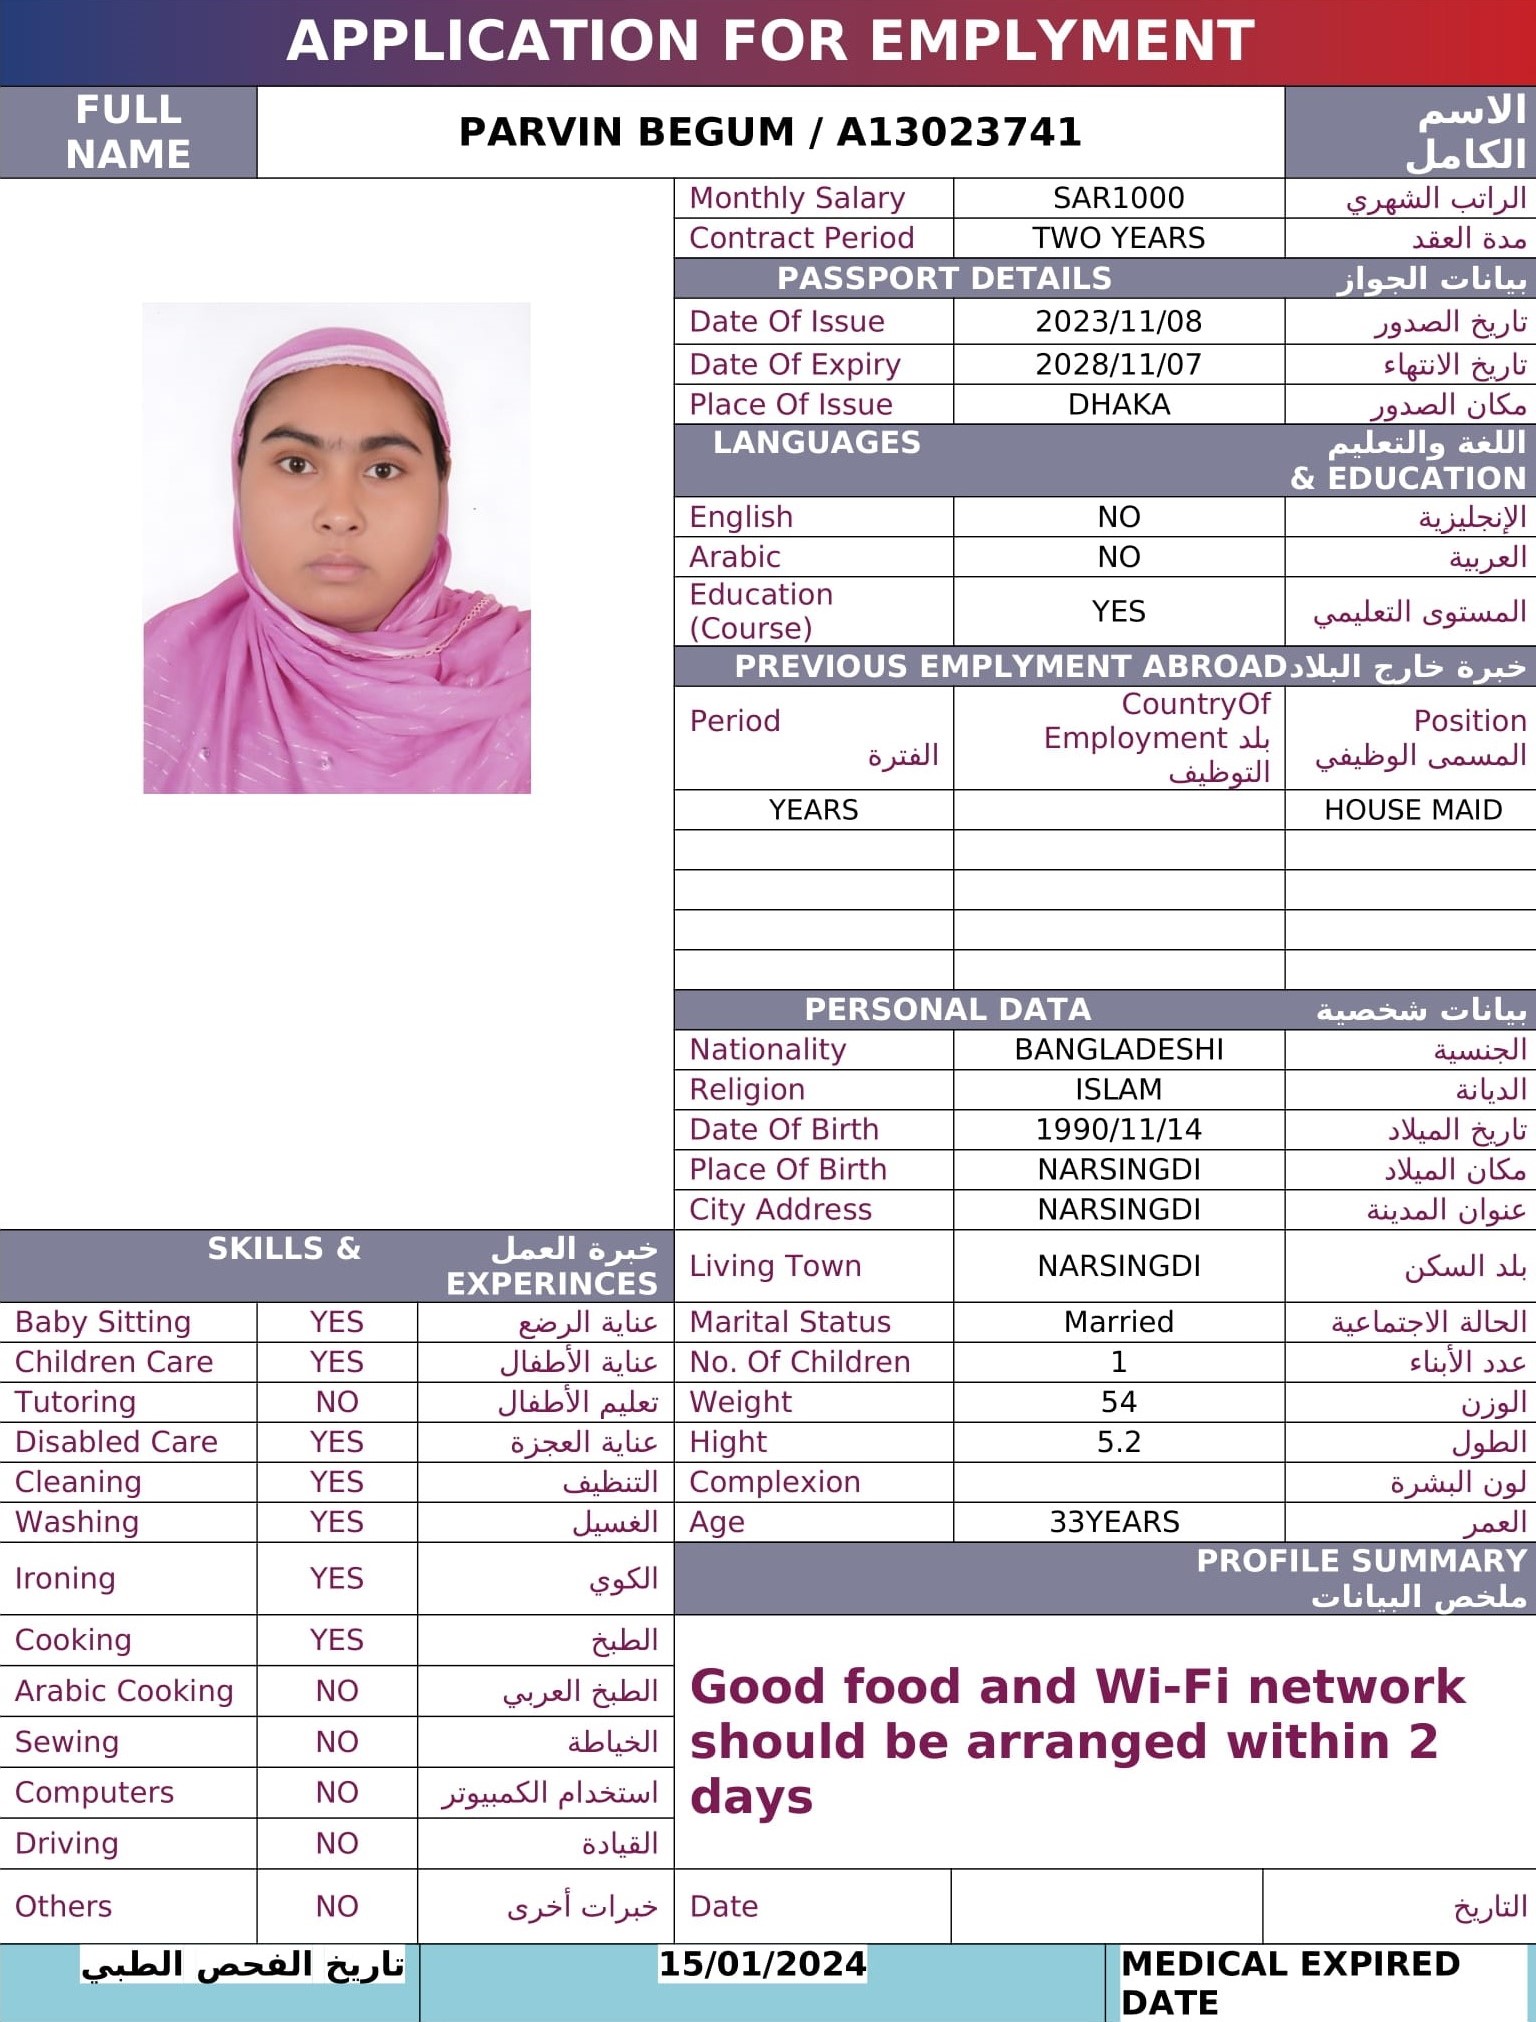 APPLICATION FOR EMPLYMENT
FULL NAME PARVIN BEGUM / A13023741 الاسم الكامل
Monthly Salary SAR1000 الراتب الشهري
Contract Period TWO YEARS مدة العقد
PASSPORT DETAILS بيانات الجواز
Date Of Issue 2023/11/08 تاريخ الصدور
Date Of Expiry 2028/11/07 تاريخ الانتهاء
Place Of Issue DHAKA مكان الصدور
LANGUAGES اللغة والتعليم
& EDUCATION
English NO الإنجليزية
Arabic NO العربية
Education (Course) YES المستوى التعليمي
PREVIOUS EMPLYMENT ABROAD خبرة خارج البلاد
Period الفترة
CountryOf Employment بلد التوظيف
Position المسمى الوظيفي
YEARS HOUSE MAID
PERSONAL DATA بيانات شخصية
Nationality BANGLADESHI الجنسية
Religion ISLAM الديانة
Date Of Birth 1990/11/14 تاريخ الميلاد
Place Of Birth NARSINGDI مكان الميلاد
City Address NARSINGDI عنوان المدينة
Living Town NARSINGDI بلد السكن
Marital Status Married الحالة الاجتماعية
No. Of Children 1 عدد الأبناء
Weight 54 الوزن
Hight 5.2 الطول
Complexion لون البشرة
Age 33YEARS العمر
SKILLS & خبرة العمل
EXPERINCES
Baby Sitting YES عناية الرضع
Children Care YES عناية الأطفال
Tutoring NO تعليم الأطفال
Disabled Care YES عناية العجزة
Cleaning YES التنظيف
Washing YES الغسيل
Ironing YES الكوي
Cooking YES الطبخ
Arabic Cooking NO الطبخ العربي
Sewing NO الخياطة
Computers NO استخدام الكمبيوتر
Driving NO القيادة
Others NO خبرات أخرى
PROFILE SUMMARY
ملخص البيانات
Good food and Wi-Fi network
should be arranged within 2
days
Date التاريخ
تاريخ الفحص الطبي 15/01/2024 MEDICAL EXPIRED DATE